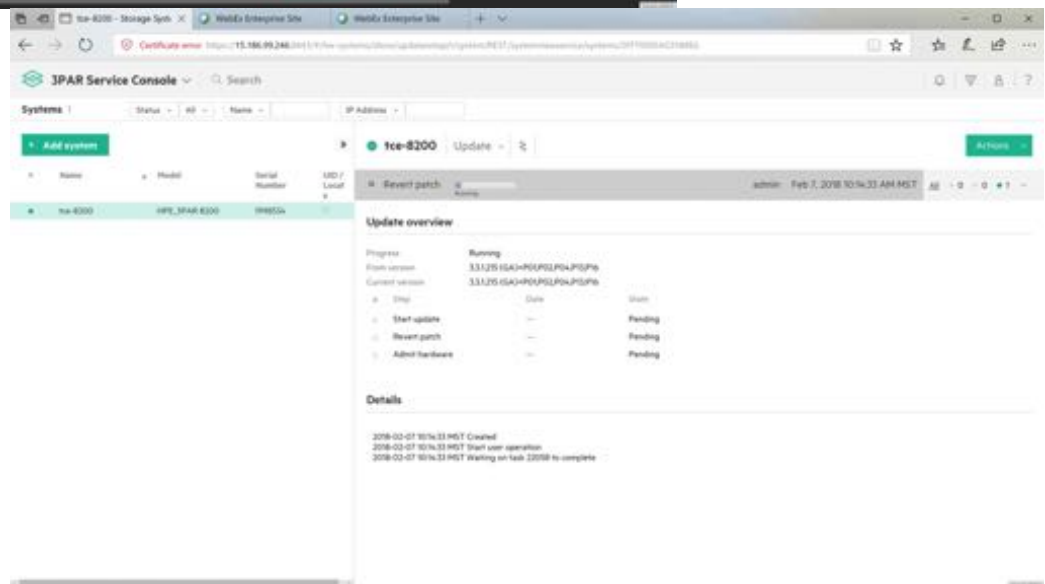 tce-8200 - Storage Syst
WebEx Enterprise Site
WebEx Enterprise Site
Certificate error
3PAR Service Console
Search
Systems
Status
All
Name
IP Address
Add system
tce-8200
Update
Actions
Name
Model
Serial Number
UID /
Revert patch
Running
admin
Feb 7, 2018 10:14:33 AM MST
All
0
0
1
tce-8200
HPE_3PAR 8200
Update overview
Progress
Running
From version
Current version
Step
Date
State
Start update
Pending
Revert patch
Pending
Admit hardware
Pending
Details
2018-02-07 10:14:33 MST Created
2018-02-07 10:14:33 MST Start user operation
2018-02-07 10:14:33 MST Waiting on task to complete